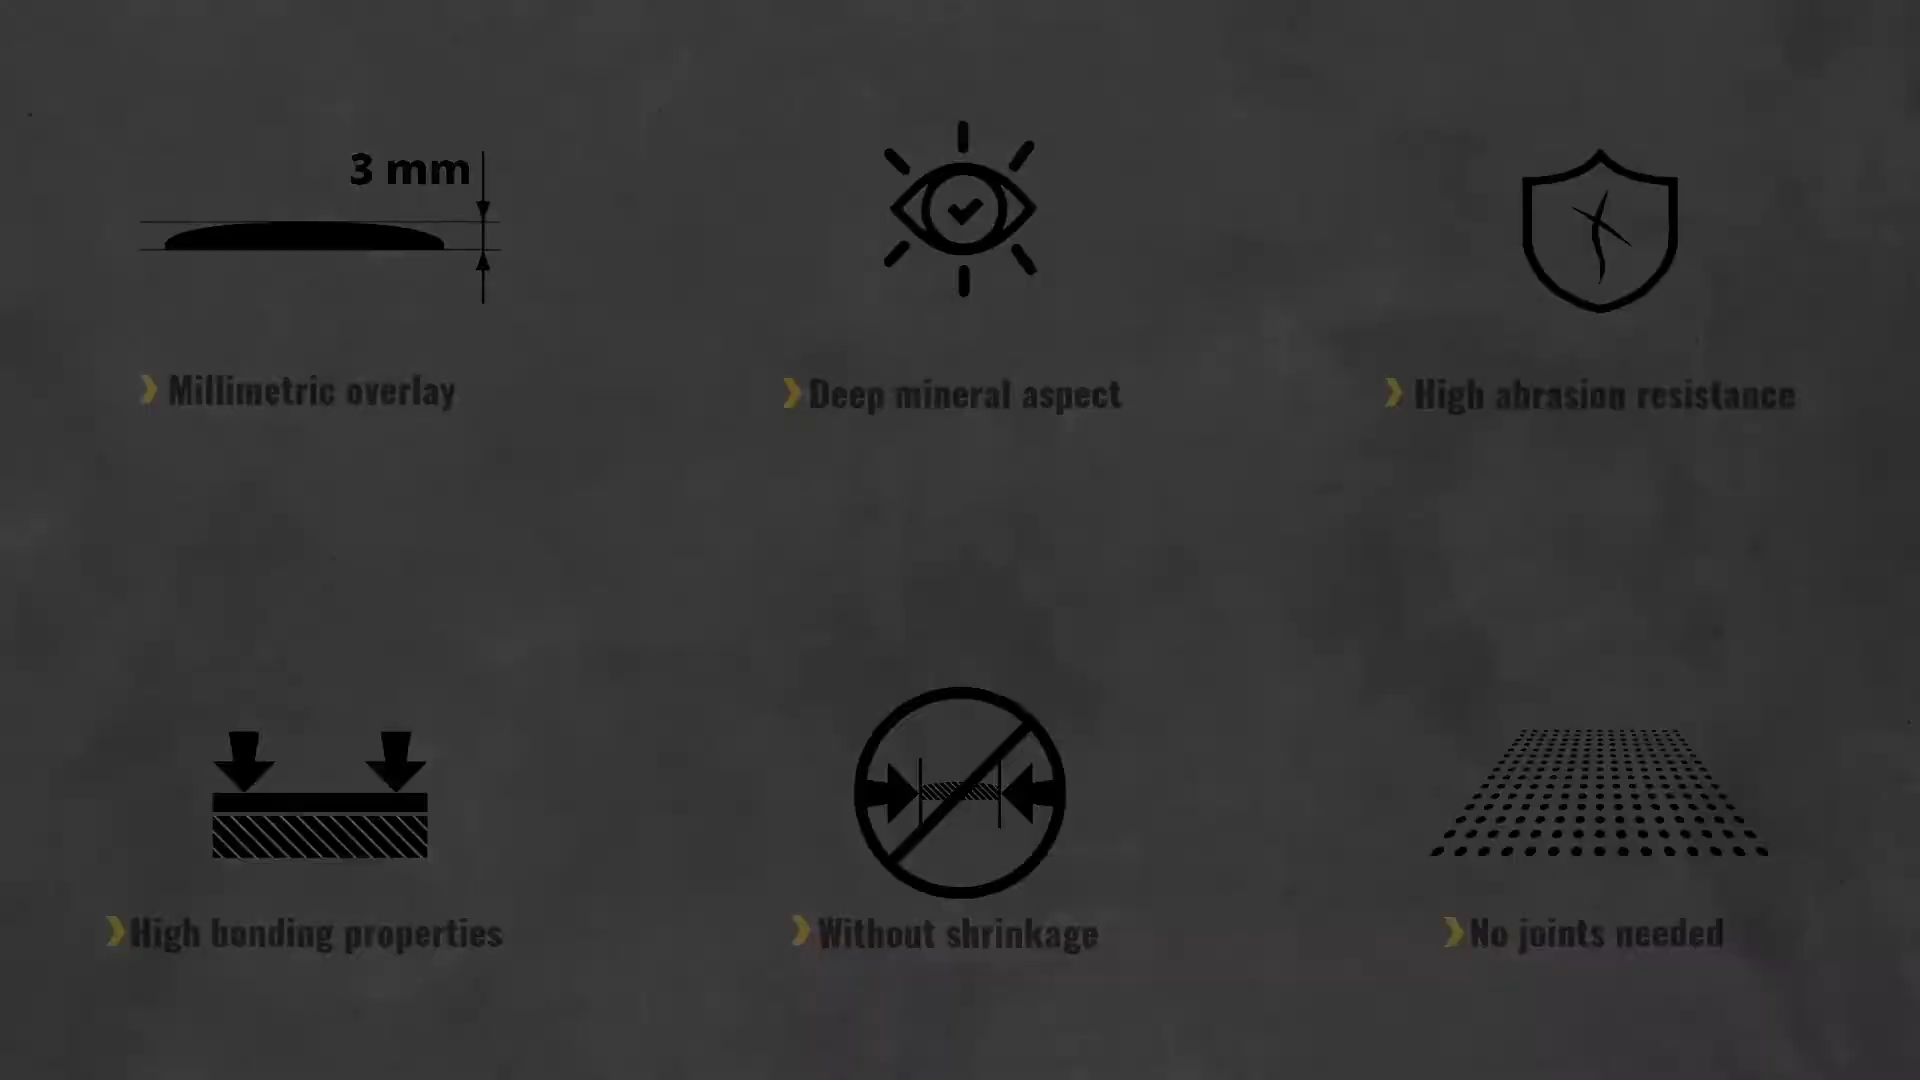 3 mm
Millimetric overlay
Deep mineral aspect
High abrasion resistance
High bonding properties
Without shrinkage
No joints needed